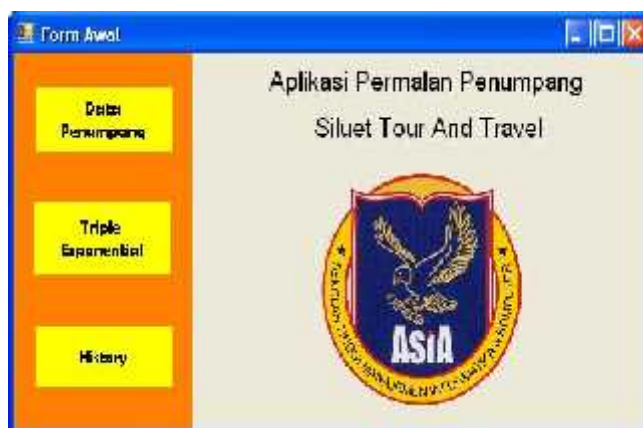 Form Awal
Aplikasi Permalan Penumpang
Siluet Tour And Travel
Data
Penumpang
Triple
Exponential
History
ASIA